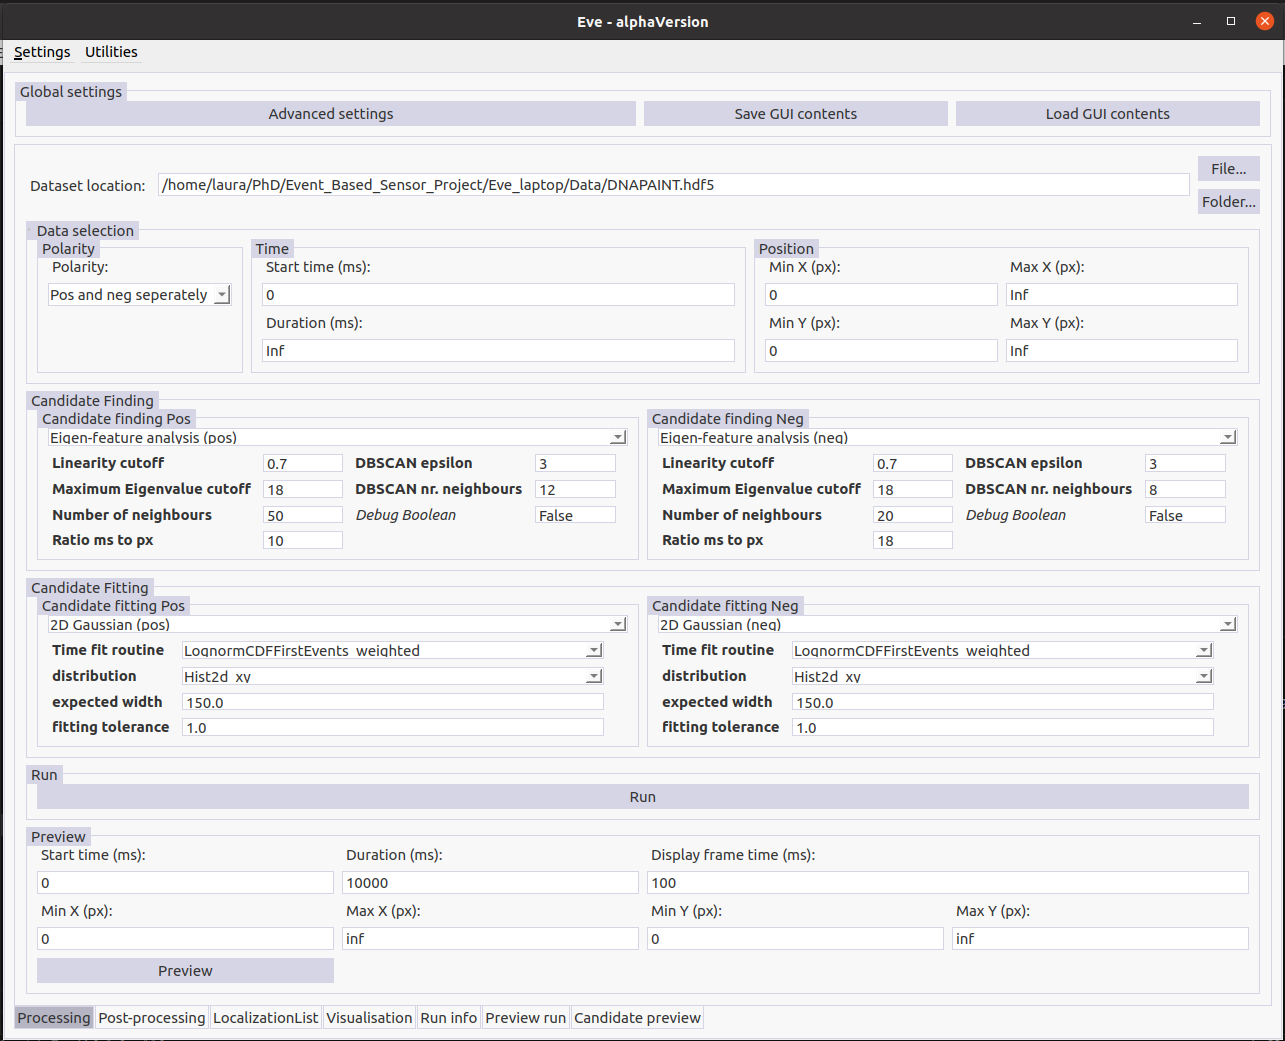 Eve - alphaVersion
Settings Utilities
Global settings
Advanced settings Save GUI contents Load GUI contents
File...
Dataset location: /home/laura/PhD/Event_Based_Sensor_Project/Eve_laptop/Data/DNAPAINT.hdf5
Folder...
Data selection
Polarity Time Position
Polarity: Start time (ms): Min X (px): Max X (px):
Pos and neg seperately 0 0 Inf
Duration (ms): Min Y (px): Max Y (px):
Inf 0 Inf
Candidate Finding
Candidate finding Pos Candidate finding Neg
Eigen-feature analysis (pos) Eigen-feature analysis (neg)
Linearity cutoff 0.7 DBSCAN epsilon 3 Linearity cutoff 0.7 DBSCAN epsilon 3
Maximum Eigenvalue cutoff 18 DBSCAN nr. neighbours 12 Maximum Eigenvalue cutoff 18 DBSCAN nr. neighbours 8
Number of neighbours 50 Debug Boolean False Number of neighbours 20 Debug Boolean False
Ratio ms to px 10 Ratio ms to px 18
Candidate Fitting
Candidate fitting Pos Candidate fitting Neg
2D Gaussian (pos) 2D Gaussian (neg)
Time fit routine LognormCDFFirstEvents_weighted Time fit routine LognormCDFFirstEvents_weighted
distribution Hist2d_xy distribution Hist2d_xy
expected width 150.0 expected width 150.0
fitting tolerance 1.0 fitting tolerance 1.0
Run
Run
Preview
Start time (ms): Duration (ms): Display frame time (ms):
0 10000 100
Min X (px): Max X (px): Min Y (px): Max Y (px):
0 inf 0 inf
Preview
Processing Post-processing LocalizationList Visualisation Run info Preview run Candidate preview